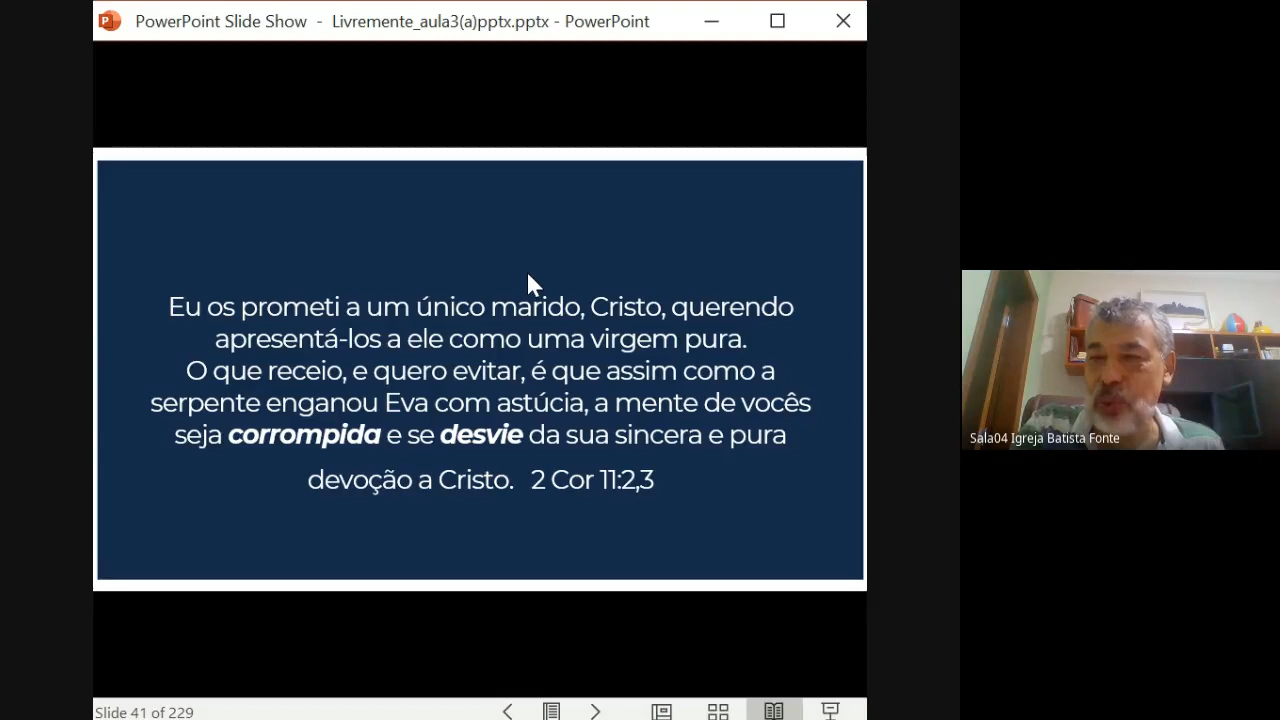 PowerPoint Slide Show - Livremente_aula3(a)pptx.pptx - PowerPoint
Eu os prometi a um único marido, Cristo, querendo
apresentá-los a ele como uma virgem pura.
O que receio, e quero evitar, é que assim como a
serpente enganou Eva com astúcia, a mente de vocês
seja corrompida e se desvie da sua sincera e pura
devoção a Cristo. 2 Cor 11:2,3
Sala04 Igreja Batista Fonte
Slide 41 of 229